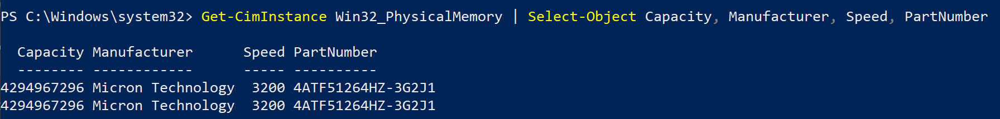 PS C:\Windows\system32> Get-CimInstance Win32_PhysicalMemory | Select-Object Capacity, Manufacturer, Speed, PartNumber
Capacity Manufacturer Speed PartNumber
-------- ------------ ----- ----------
4294967296 Micron Technology 3200 4ATF51264HZ-3G2J1
4294967296 Micron Technology 3200 4ATF51264HZ-3G2J1